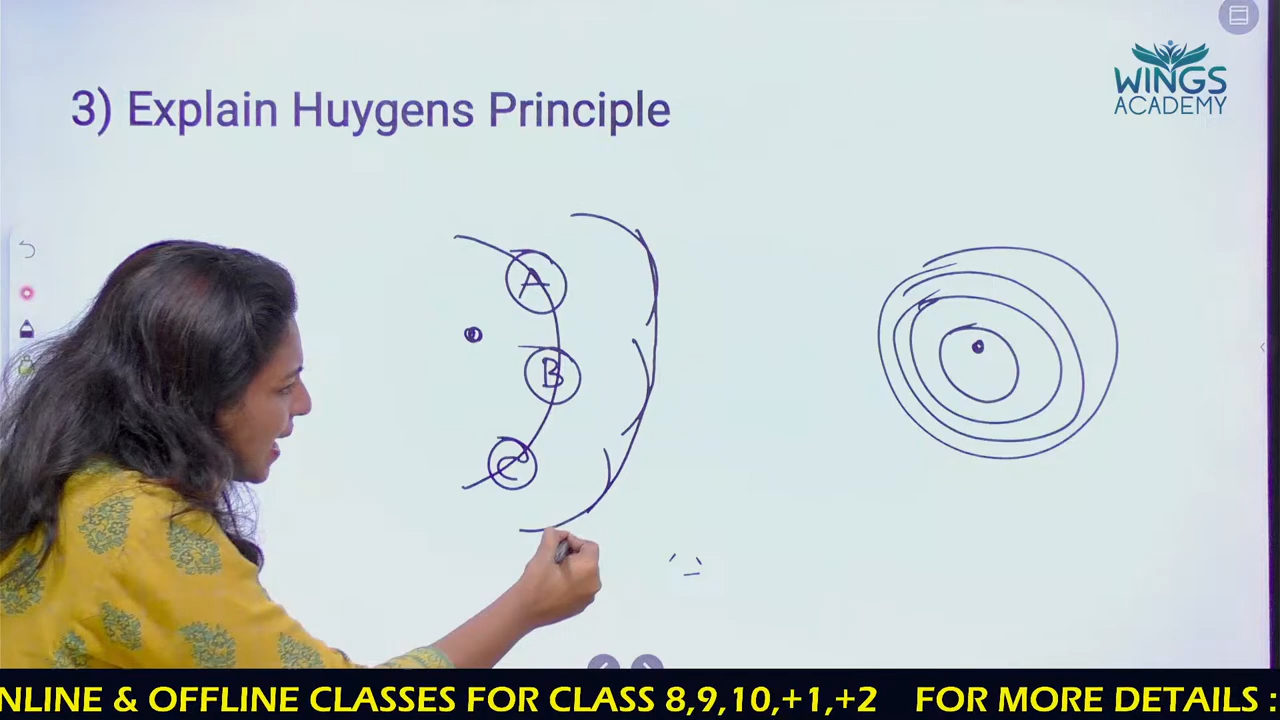 3) Explain Huygens Principle
WINGS
ACADEMY
A
B
C
NLINE & OFFLINE CLASSES FOR CLASS 8,9,10,+1,+2 FOR MORE DETAILS :